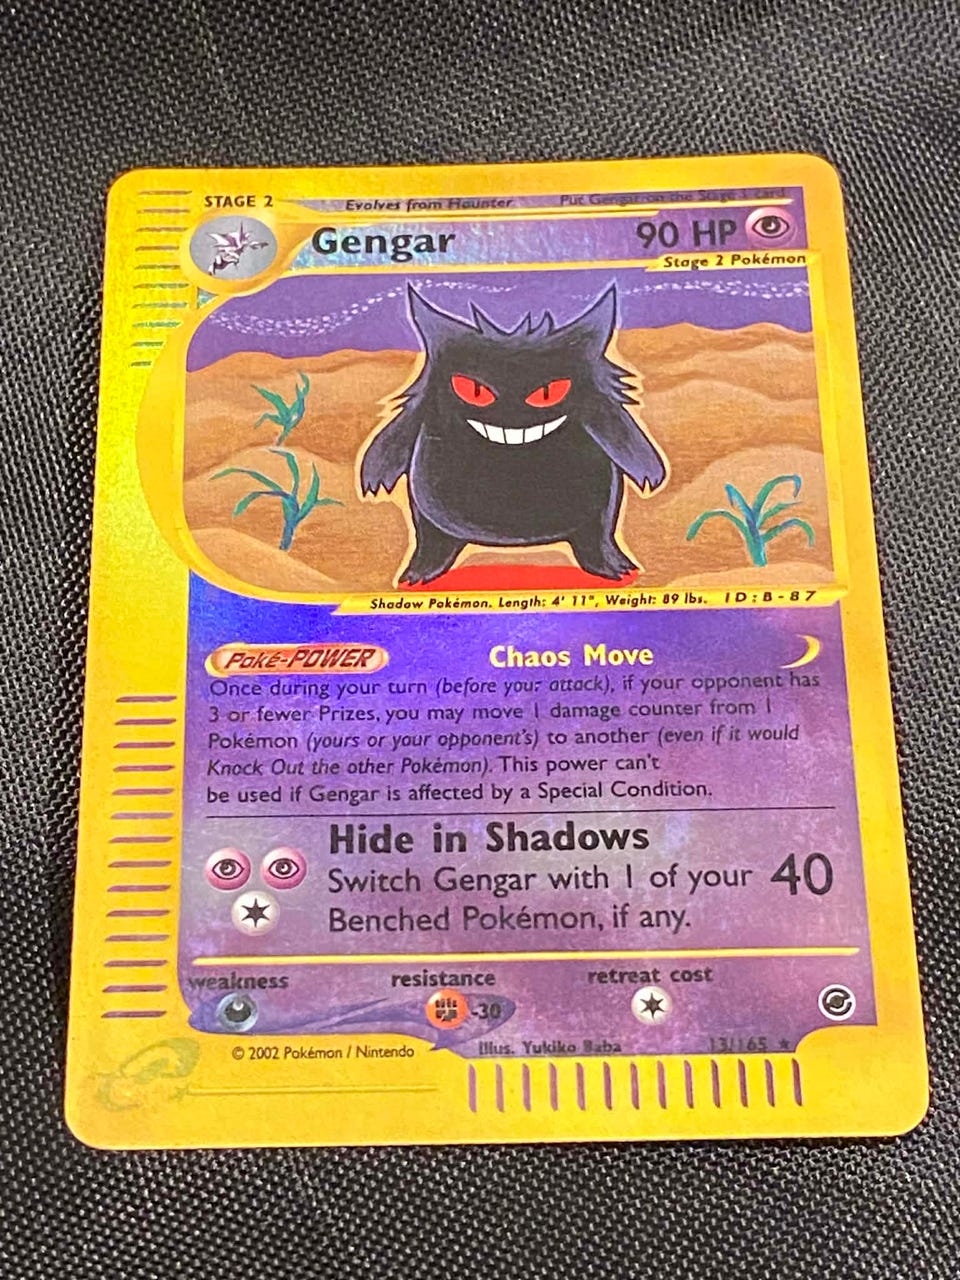 STAGE 2
Evolves from Haunter
Put Gengar on the Stage 1 card
Gengar
90 HP
Stage 2 Pokémon
Shadow Pokémon. Length: 4' 11", Weight: 89 lbs. ID:B-87
Poké-POWER Chaos Move
Once during your turn (before your attack), if your opponent has
3 or fewer Prizes, you may move 1 damage counter from 1
Pokémon (yours or your opponent's) to another (even if it would
Knock Out the other Pokémon). This power can't
be used if Gengar is affected by a Special Condition.
Hide in Shadows
Switch Gengar with 1 of your 40
Benched Pokémon, if any.
weakness resistance retreat cost
-30
© 2002 Pokémon / Nintendo Illus. Yukiko Baba 13/165 ★